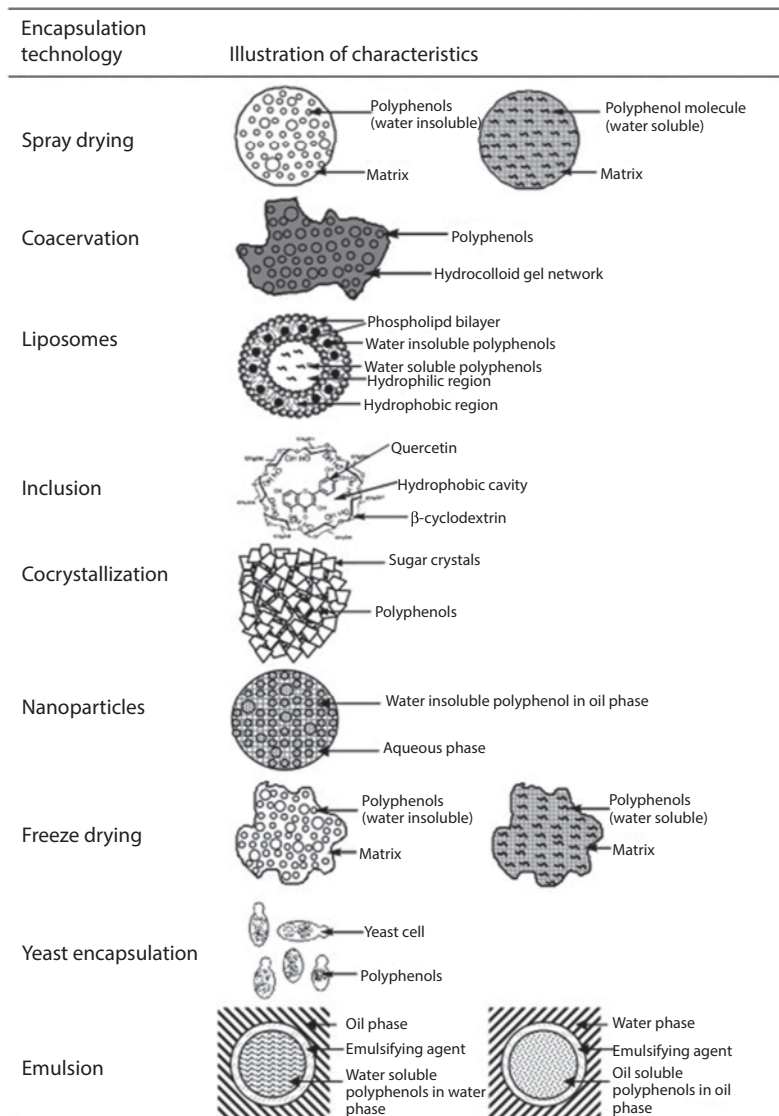 Encapsulation
technology
Illustration of characteristics
Spray drying
Polyphenols
(water insoluble)
Matrix
Polyphenol molecule
(water soluble)
Matrix
Coacervation
Polyphenols
Hydrocolloid gel network
Liposomes
Phospholipd bilayer
Water insoluble polyphenols
Water soluble polyphenols
Hydrophilic region
Hydrophobic region
Inclusion
Quercetin
Hydrophobic cavity
β-cyclodextrin
Cocrystallization
Sugar crystals
Polyphenols
Nanoparticles
Water insoluble polyphenol in oil phase
Aqueous phase
Freeze drying
Polyphenols
(water insoluble)
Matrix
Polyphenols
(water soluble)
Matrix
Yeast encapsulation
Yeast cell
Polyphenols
Emulsion
Oil phase
Emulsifying agent
Water soluble
polyphenols in water
phase
Water phase
Emulsifying agent
Oil soluble
polyphenols in oil
phase